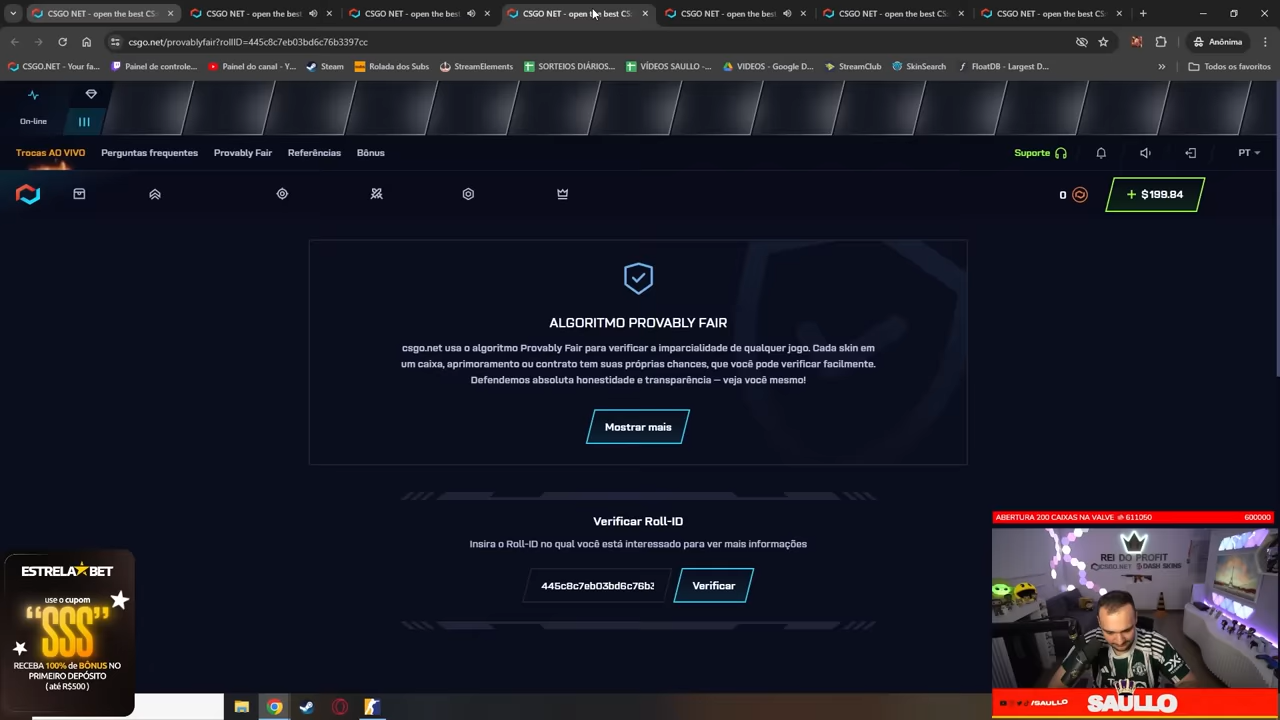 CSGO NET - open the best CS
CSGO NET - open the best
CSGO NET - open the best
CSGO NET - open the best CS:
CSGO NET - open the best
CSGO NET - open the best CS
CSGO NET - open the best CS
csgo.net/provablyfair?rollID=445c8c7eb03bd6c76b3397cc
Anônima
CSGO.NET - Your fa...
Painel de controle...
Painel do canal - Y...
Steam
Rolada dos Subs
StreamElements
SORTEIOS DIÁRIOS...
VÍDEOS SAULLO -...
VIDEOS - Google D...
StreamClub
SkinSearch
FloatDB - Largest D...
Todos os favoritos
On-line
Trocas AO VIVO
Perguntas frequentes
Provably Fair
Referências
Bônus
Suporte
PT
0
+ $199.84
ALGORITMO PROVABLY FAIR
csgo.net usa o algoritmo Provably Fair para verificar a imparcialidade de qualquer jogo. Cada skin em
um caixa, aprimoramento ou contrato tem suas próprias chances, que você pode verificar facilmente.
Defendemos absoluta honestidade e transparência – veja você mesmo!
Mostrar mais
Verificar Roll-ID
Insira o Roll-ID no qual você está interessado para ver mais informações
445c8c7eb03bd6c76b3
Verificar
ESTRELA BET
use o cupom
"SSS"
RECEBA 100% de BÔNUS NO
PRIMEIRO DEPÓSITO
(até R$500)
ABERTURA 200 CAIXAS NA VALVE
611050
600000
REI DO PROFIT
CSGO.NET
DASH SKINS
/SAULLO
SAULLO